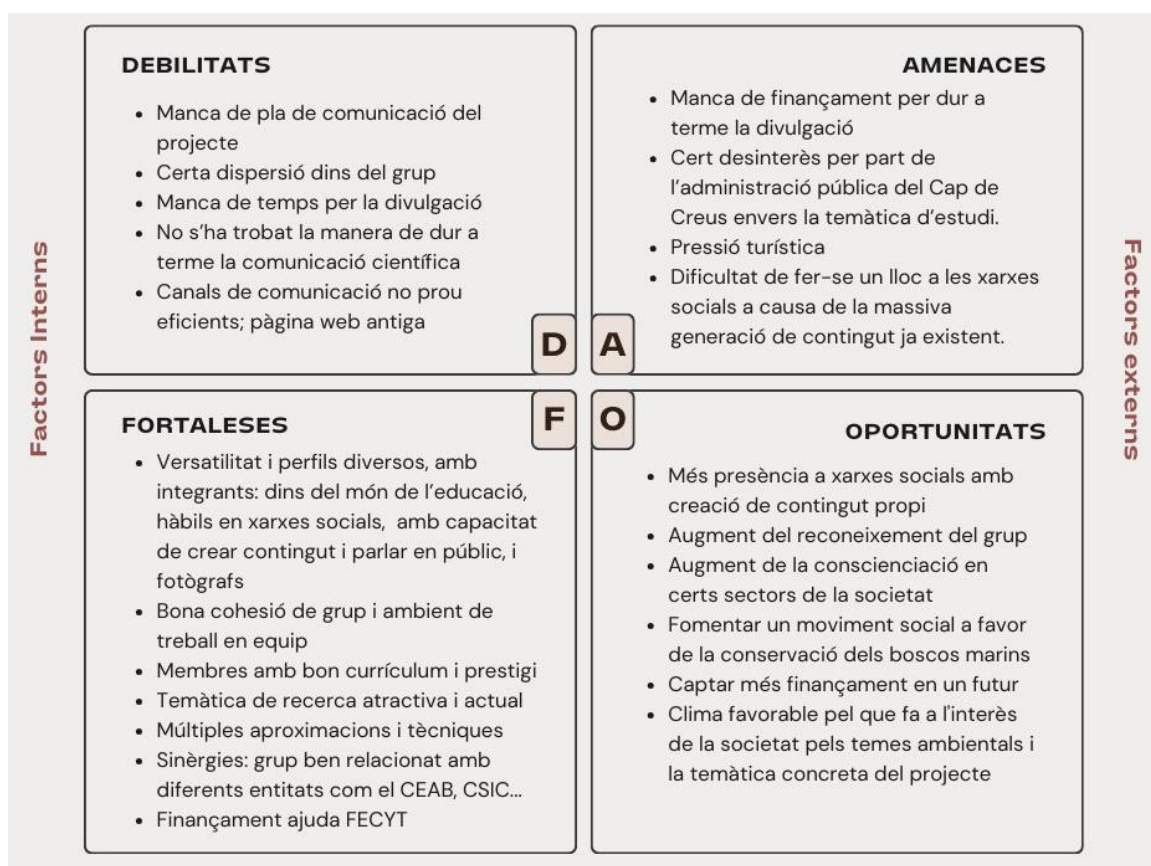 Factors Interns
DEBILITATS
• Manca de pla de comunicació del
projecte
• Certa dispersió dins del grup
• Manca de temps per la divulgació
• No s'ha trobat la manera de dur a
terme la comunicació científica
• Canals de comunicació no prou
eficients; pàgina web antiga
D
AMENACES
• Manca de finançament per dur a
terme la divulgació
• Cert desinterès per part de
l'administració pública del Cap de
Creus envers la temàtica d'estudi.
• Pressió turística
• Dificultat de fer-se un lloc a les xarxes
socials a causa de la massiva
generació de contingut ja existent.
A
FORTALESES
• Versatilitat i perfils diversos, amb
integrants: dins del món de l'educació,
hàbils en xarxes socials, amb capacitat
de crear contingut i parlar en públic, i
fotògrafs
• Bona cohesió de grup i ambient de
treball en equip
• Membres amb bon currículum i prestigi
• Temàtica de recerca atractiva i actual
• Múltiples aproximacions i tècniques
• Sinèrgies: grup ben relacionat amb
diferents entitats com el CEAB, CSIC...
• Finançament ajuda FECYT
F
OPORTUNITATS
• Més presència a xarxes socials amb
creació de contingut propi
• Augment del reconeixement del grup
• Augment de la conscienciació en
certs sectors de la societat
• Fomentar un moviment social a favor
de la conservació dels boscos marins
• Captar més finançament en un futur
• Clima favorable pel que fa a l'interès
de la societat pels temes ambientals i
la temàtica concreta del projecte
O
Factors externs